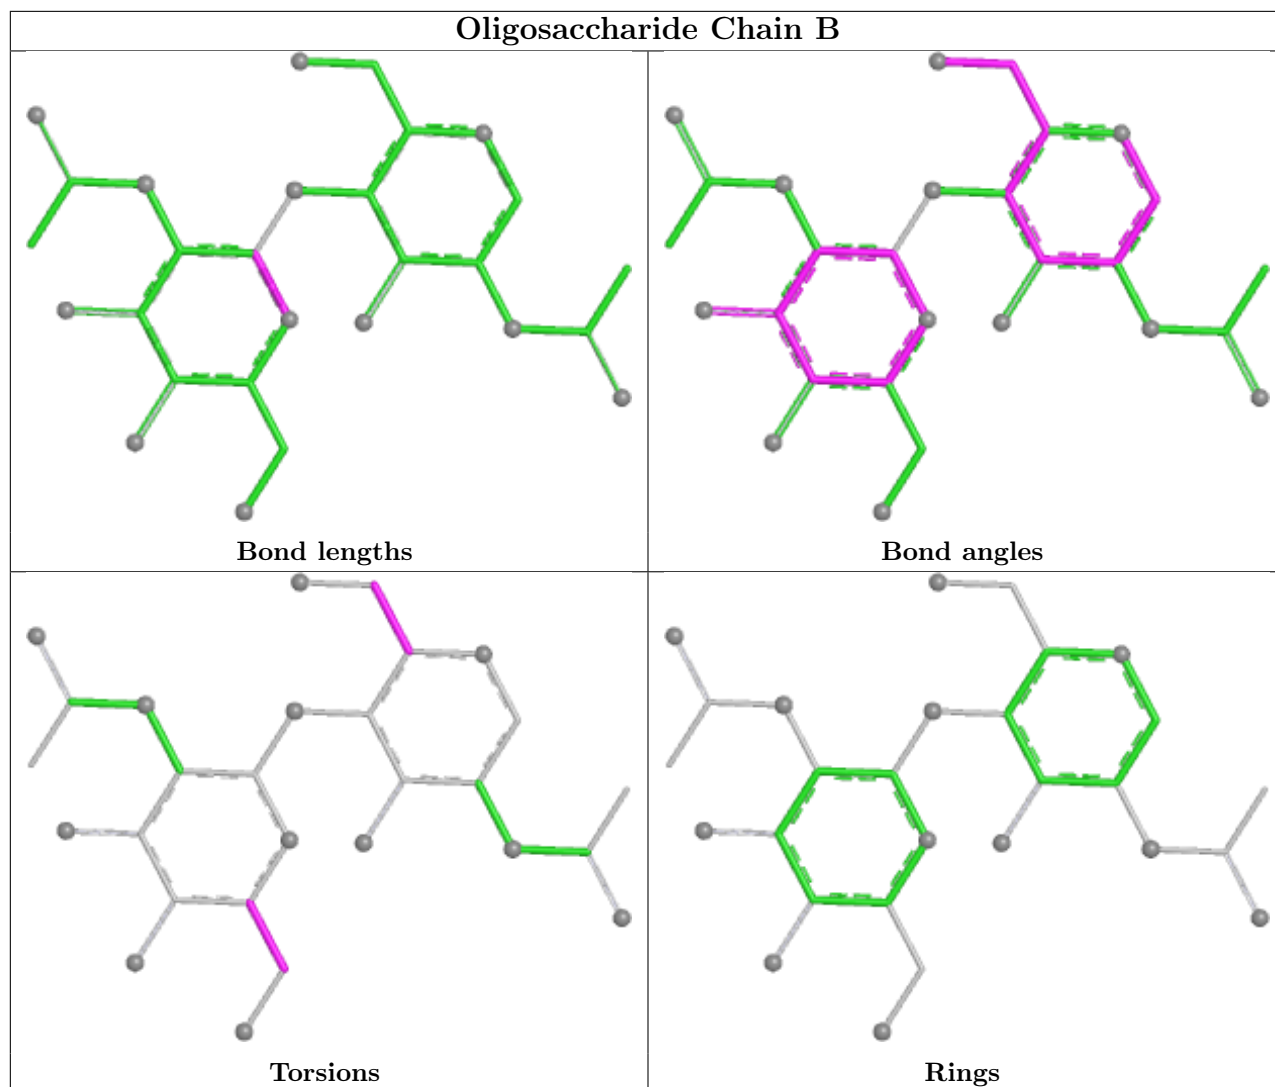 Oligosaccharide Chain B
Bond lengths
Bond angles
Torsions
Rings